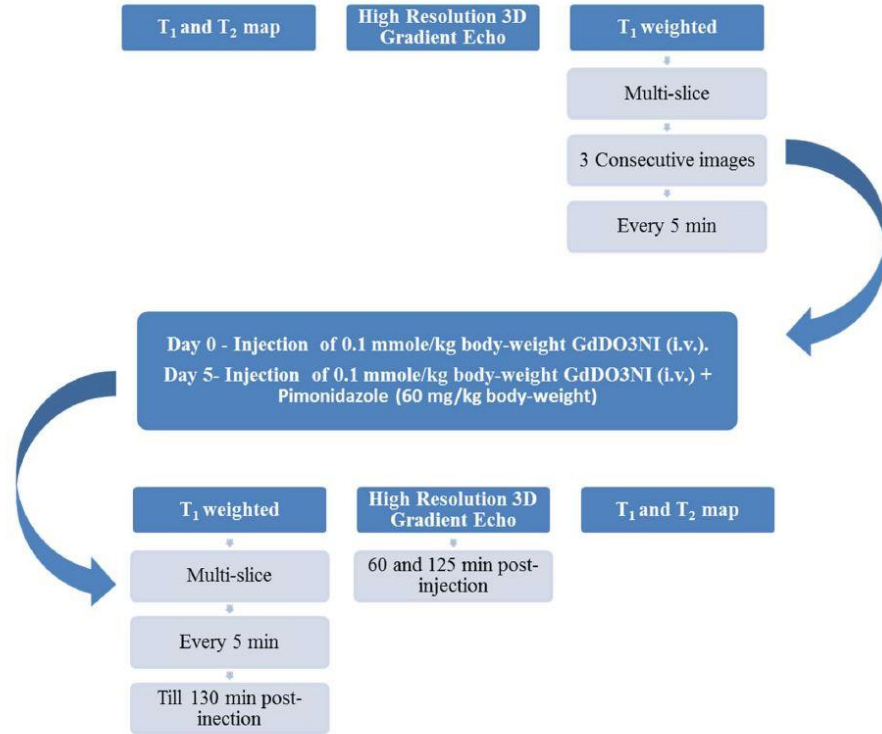 T₁ and T₂ map
High Resolution 3D
Gradient Echo
T₁ weighted
Multi-slice
3 Consecutive images
Every 5 min
Day 0 - Injection of 0.1 mmole/kg body-weight GdDO3NI (i.v.).
Day 5- Injection of 0.1 mmole/kg body-weight GdDO3NI (i.v.) +
Pimonidazole (60 mg/kg body-weight)
T₁ weighted
Multi-slice
Every 5 min
Till 130 min post-
inection
High Resolution 3D
Gradient Echo
60 and 125 min post-
injection
T₁ and T₂ map